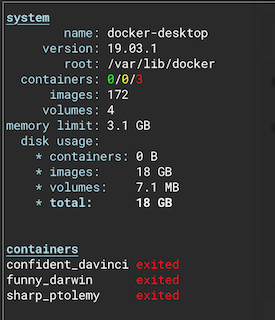 system
name: docker-desktop
version: 19.03.1
root: /var/lib/docker
containers: 0/0/3
images: 172
volumes: 4
memory limit: 3.1 GB
disk usage:
* containers: 0 B
* images: 18 GB
* volumes: 7.1 MB
* total: 18 GB
containers
confident_davinci exited
funny_darwin exited
sharp_ptolemy exited